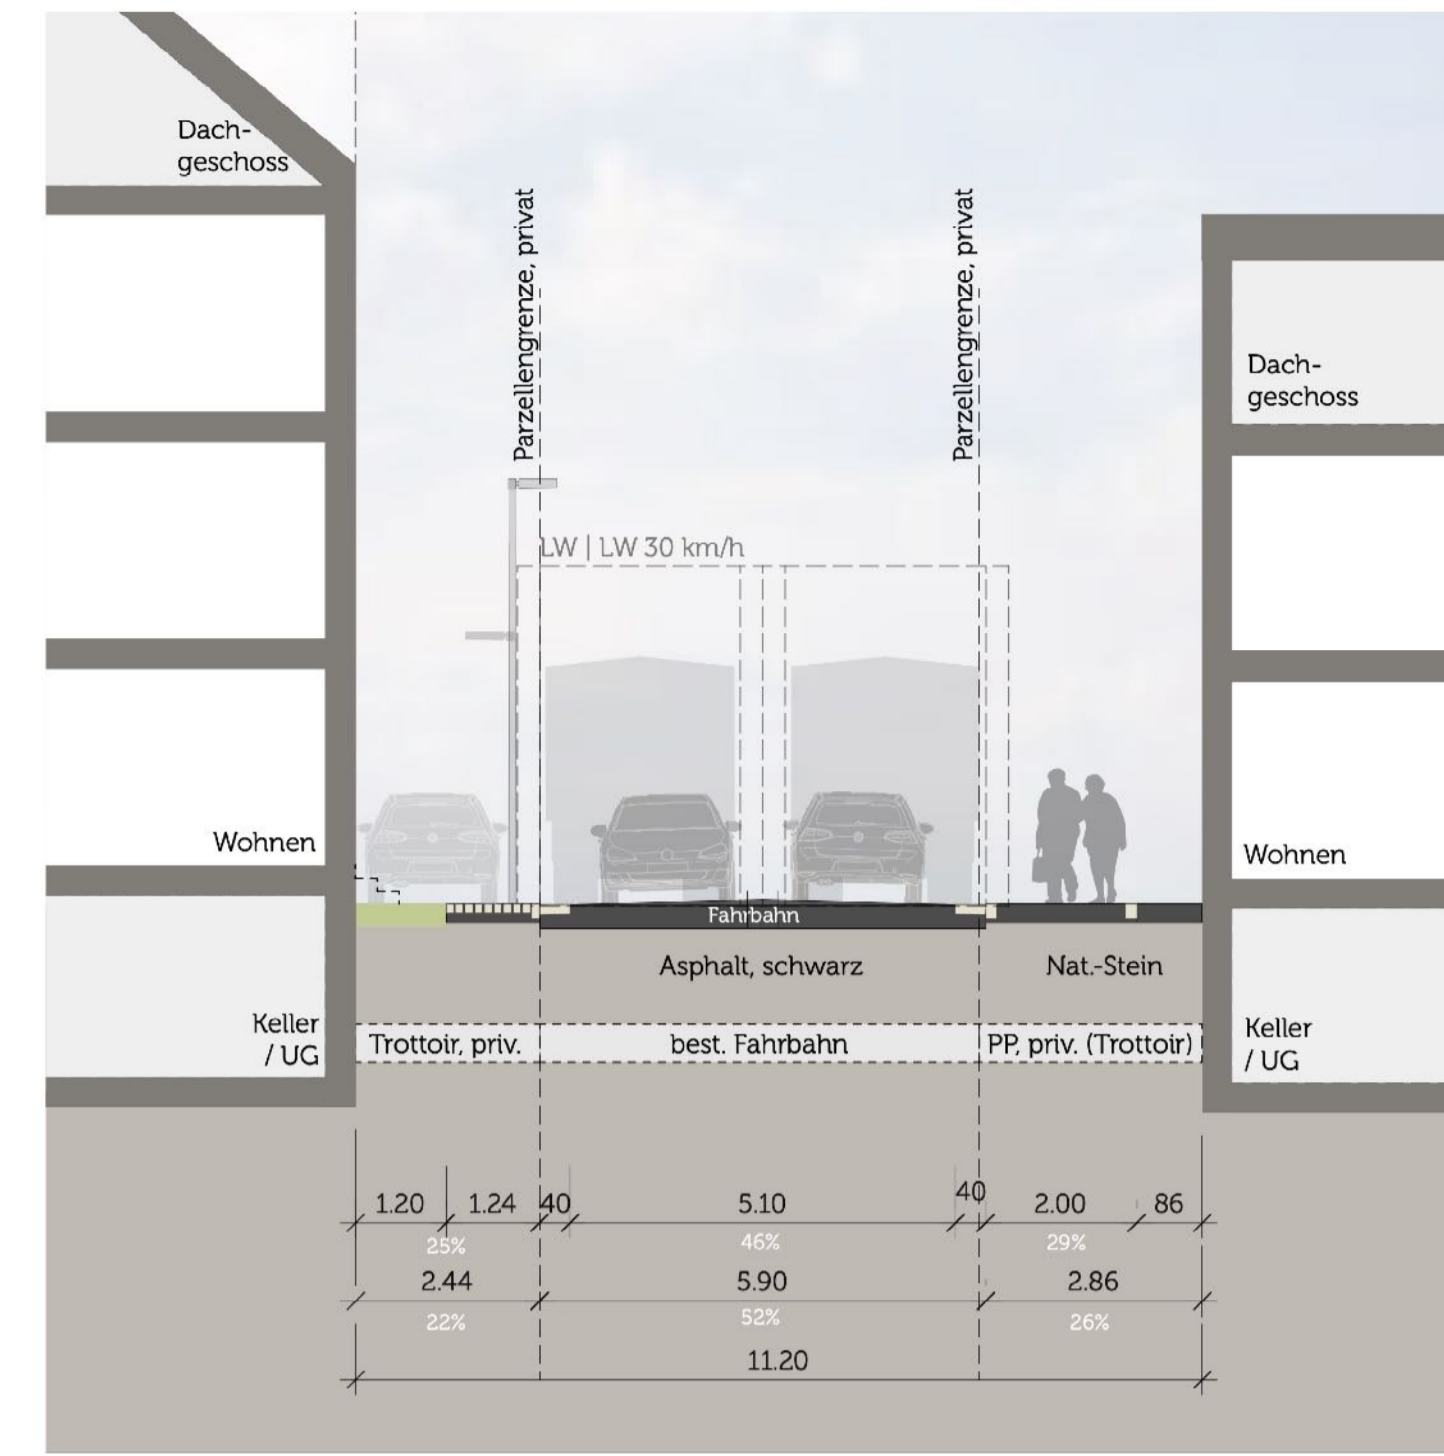 Dach-
geschoss
Parzellengrenze, privat
Parzellengrenze, privat
Dach-
geschoss
LW | LW 30 km/h
Wohnen
Wohnen
Fahrbahn
Asphalt, schwarz
Nat.-Stein
Keller
/ UG
Trottoir, priv.
best. Fahrbahn
PP, priv. (Trottoir)
Keller
/ UG
1.20 1.24 40 5.10 40 2.00 86
25% 46% 29%
2.44 5.90 2.86
22% 52% 26%
11.20